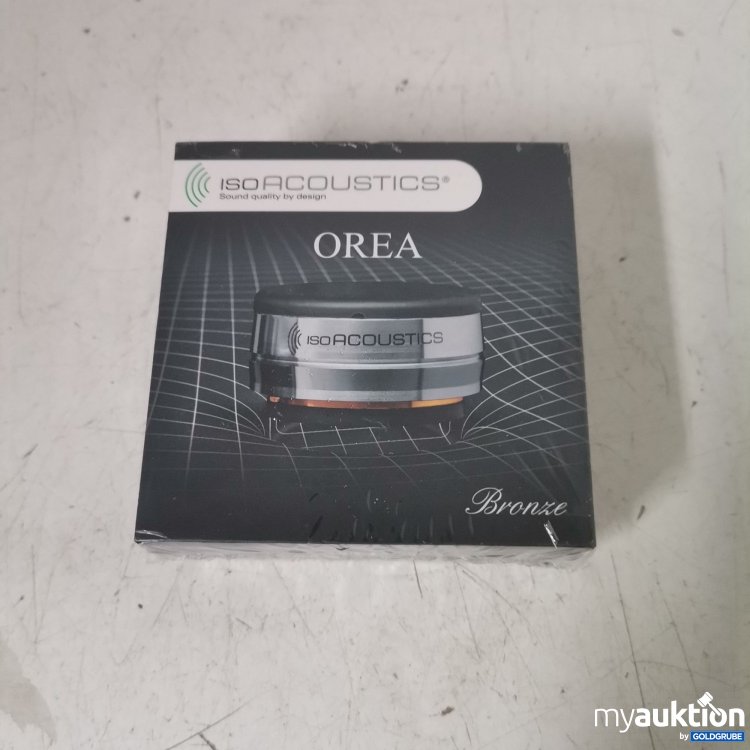 ISOACOUSTICS®
Sound quality by design
OREA
ISOACOUSTICS
Bronze
myauktion
by GOLDGRUBE